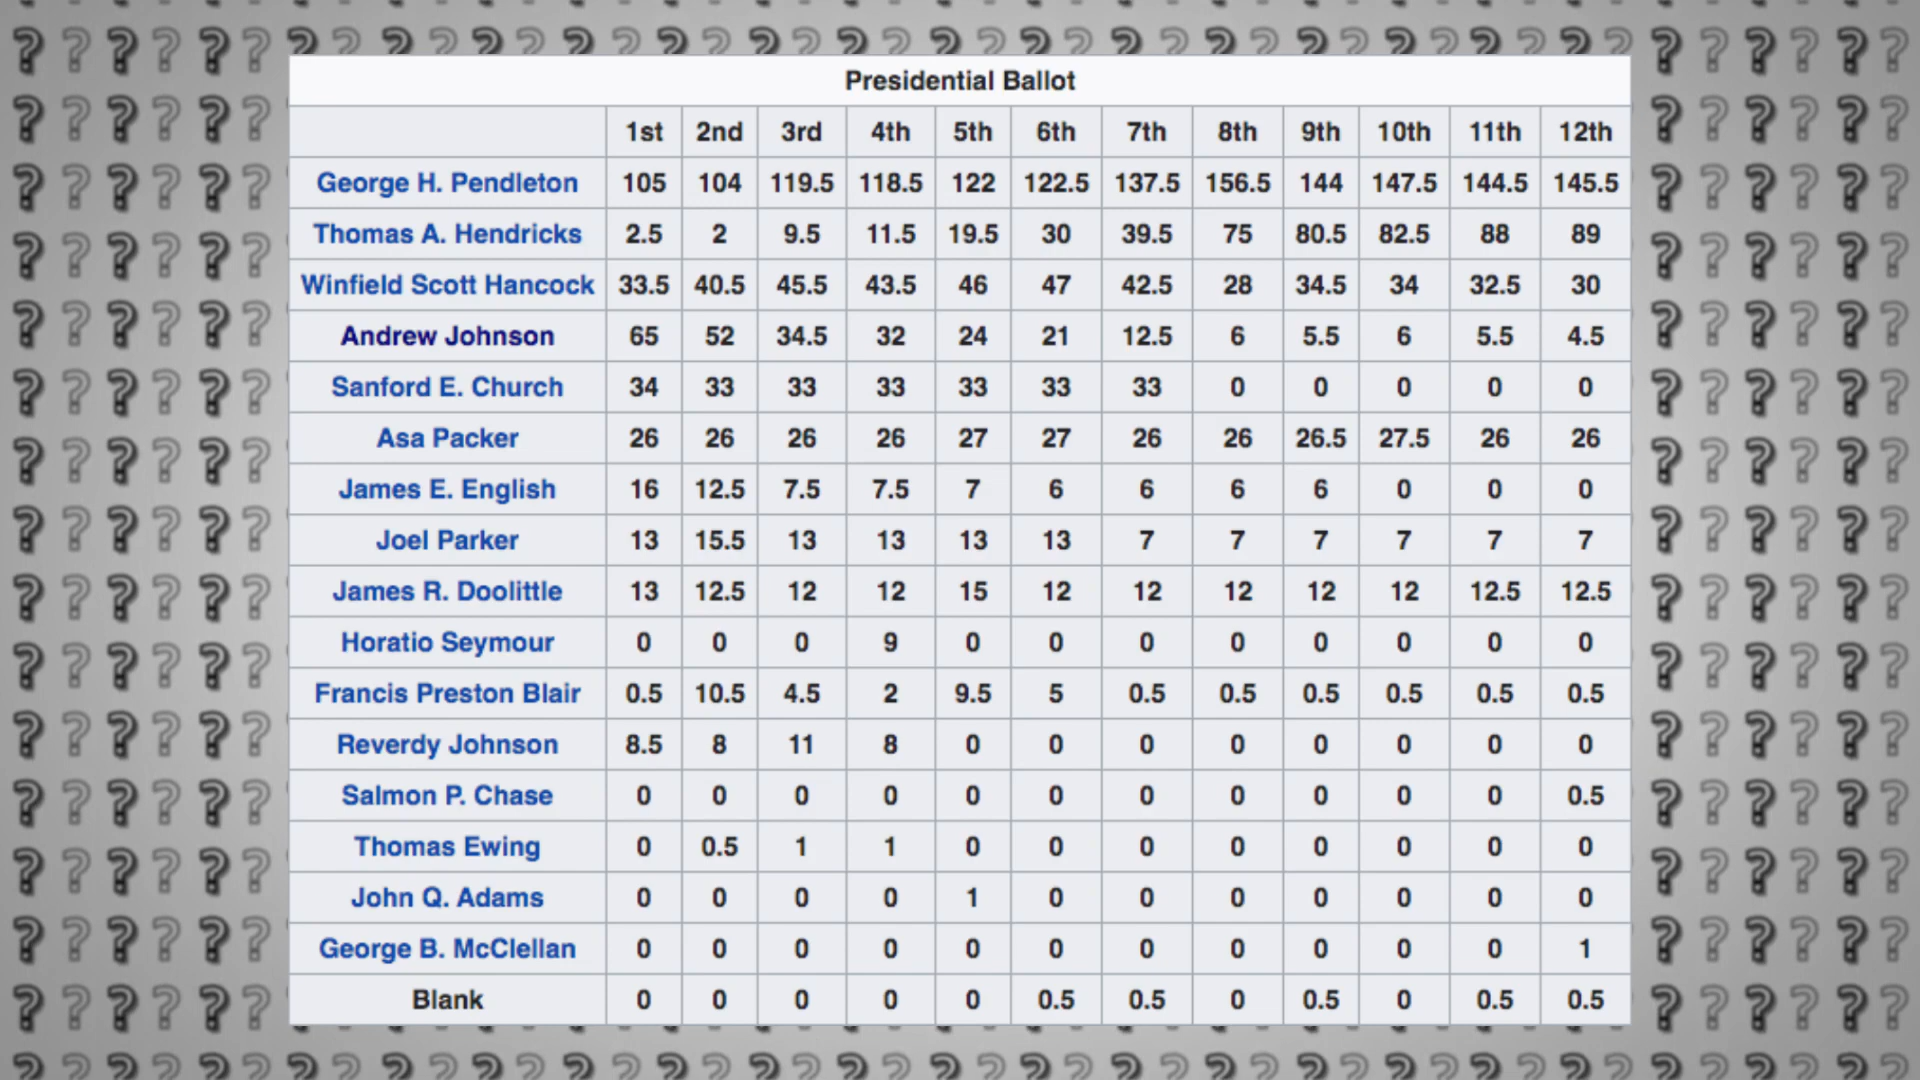 Presidential Ballot
1st 2nd 3rd 4th 5th 6th 7th 8th 9th 10th 11th 12th
George H. Pendleton 105 104 119.5 118.5 122 122.5 137.5 156.5 144 147.5 144.5 145.5
Thomas A. Hendricks 2.5 2 9.5 11.5 19.5 30 39.5 75 80.5 82.5 88 89
Winfield Scott Hancock 33.5 40.5 45.5 43.5 46 47 42.5 28 34.5 34 32.5 30
Andrew Johnson 65 52 34.5 32 24 21 12.5 6 5.5 6 5.5 4.5
Sanford E. Church 34 33 33 33 33 33 33 0 0 0 0 0
Asa Packer 26 26 26 26 27 27 26 26 26.5 27.5 26 26
James E. English 16 12.5 7.5 7.5 7 6 6 6 6 0 0 0
Joel Parker 13 15.5 13 13 13 13 7 7 7 7 7 7
James R. Doolittle 13 12.5 12 12 15 12 12 12 12 12 12.5 12.5
Horatio Seymour 0 0 0 9 0 0 0 0 0 0 0 0
Francis Preston Blair 0.5 10.5 4.5 2 9.5 5 0.5 0.5 0.5 0.5 0.5 0.5
Reverdy Johnson 8.5 8 11 8 0 0 0 0 0 0 0 0
Salmon P. Chase 0 0 0 0 0 0 0 0 0 0 0 0.5
Thomas Ewing 0 0.5 1 1 0 0 0 0 0 0 0 0
John Q. Adams 0 0 0 0 1 0 0 0 0 0 0 0
George B. McClellan 0 0 0 0 0 0 0 0 0 0 0 1
Blank 0 0 0 0 0 0.5 0.5 0 0.5 0 0.5 0.5